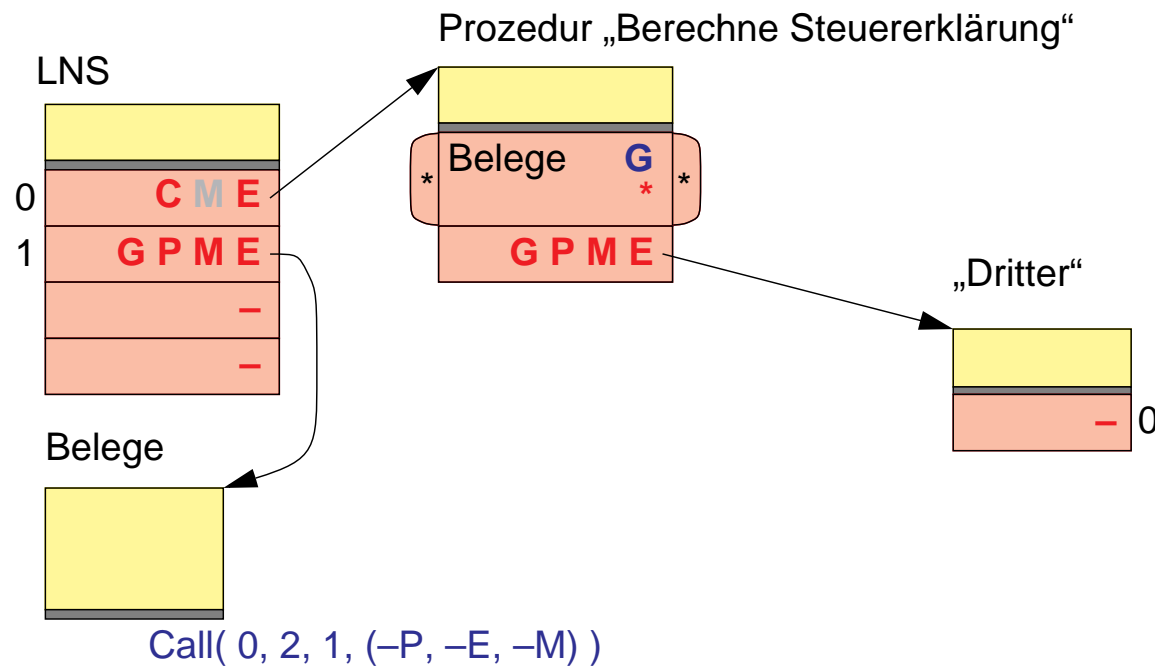 Prozedur „Berechne Steuererklärung“
LNS
Belege G
* * *
0 C M E
1 G P M E
G P M E
–
–
„Dritter“
– 0
Belege
Call( 0, 2, 1, (–P, –E, –M) )